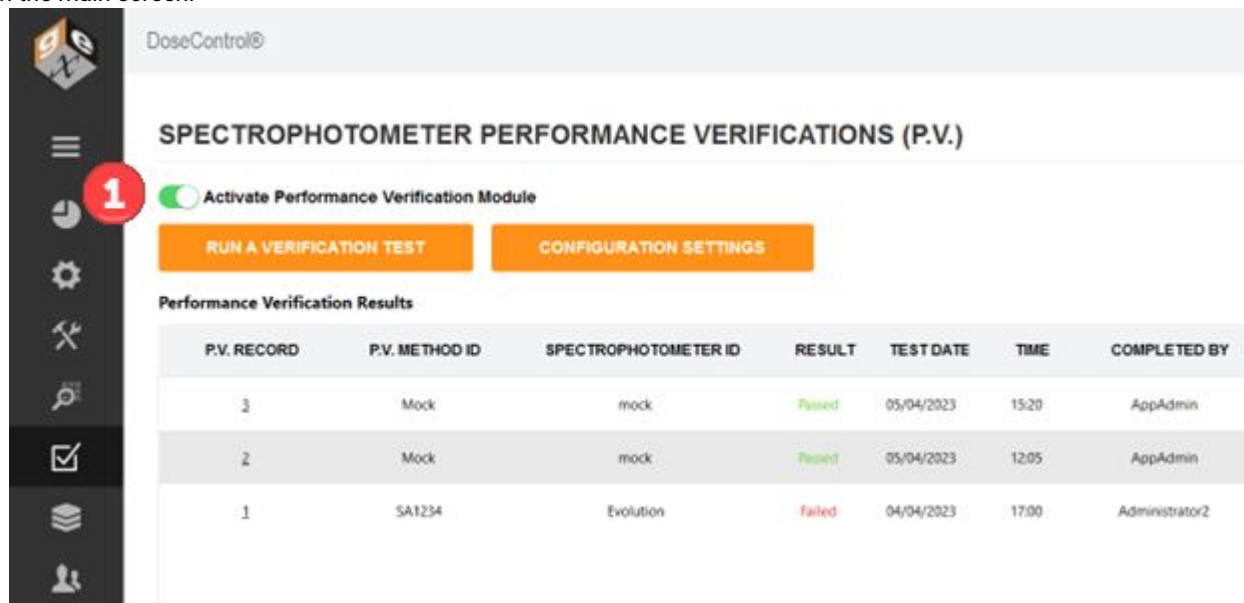 DoseControl®
SPECTROPHOTOMETER PERFORMANCE VERIFICATIONS (P.V.)
1
Activate Performance Verification Module
RUN A VERIFICATION TEST CONFIGURATION SETTINGS
Performance Verification Results
P.V. RECORD P.V. METHOD ID SPECTROPHOTOMETER ID RESULT TEST DATE TIME COMPLETED BY
3 Mock mock Passed 05/04/2023 15:20 AppAdmin
2 Mock mock Passed 05/04/2023 12:05 AppAdmin
1 SA1234 Evolution Failed 04/04/2023 17:00 Administrator2